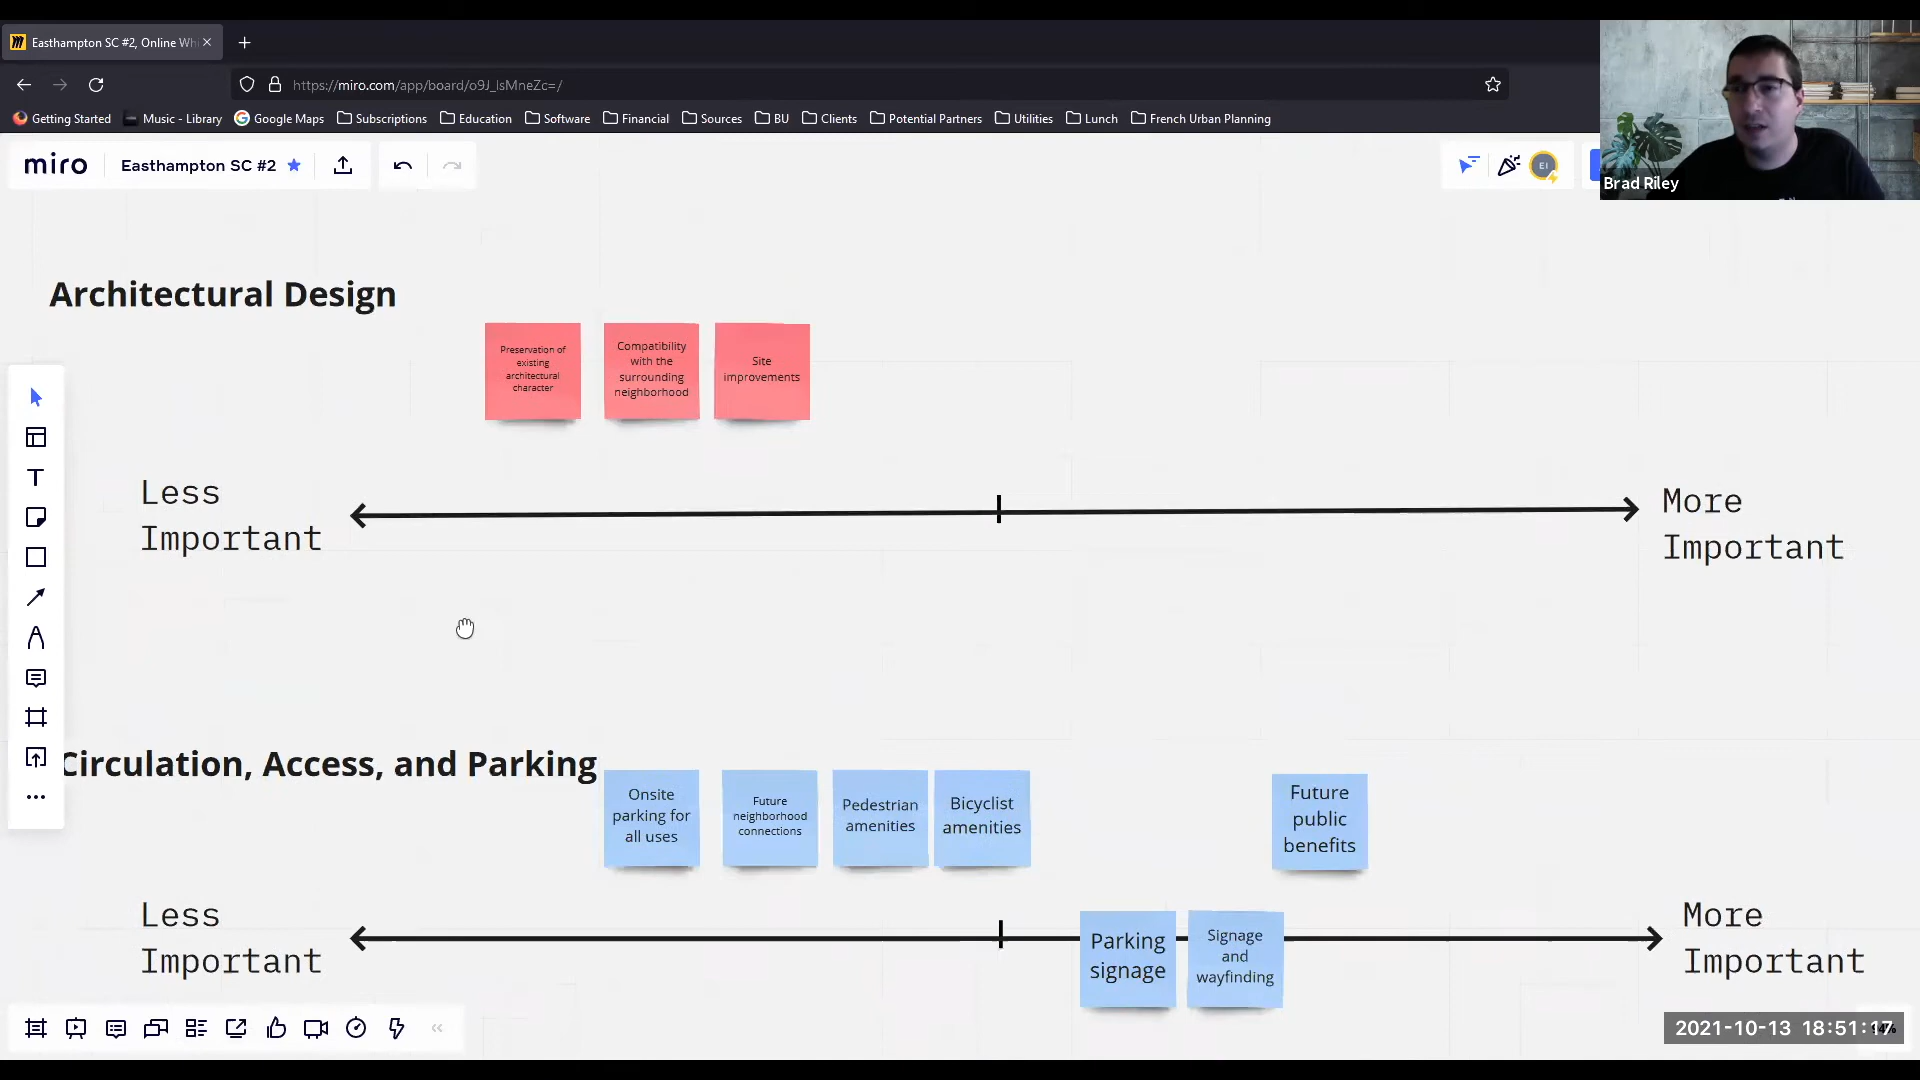 Easthampton SC #2, Online Wh
https://miro.com/app/board/o9J_lsMneZc=/
Getting Started Music - Library Google Maps Subscriptions Education Software Financial Sources BU Clients Potential Partners Utilities Lunch French Urban Planning
miro Easthampton SC #2
EI
Brad Riley
Architectural Design
Preservation of
existing
architectural
character
Compatibility
with the
surrounding
neighborhood
Site
improvements
Less
Important
More
Important
Circulation, Access, and Parking
Onsite
parking for
all uses
Future
neighborhood
connections
Pedestrian
amenities
Bicyclist
amenities
Future
public
benefits
Less
Important
Parking
signage
Signage
and
wayfinding
More
Important
2021-10-13 18:51:17